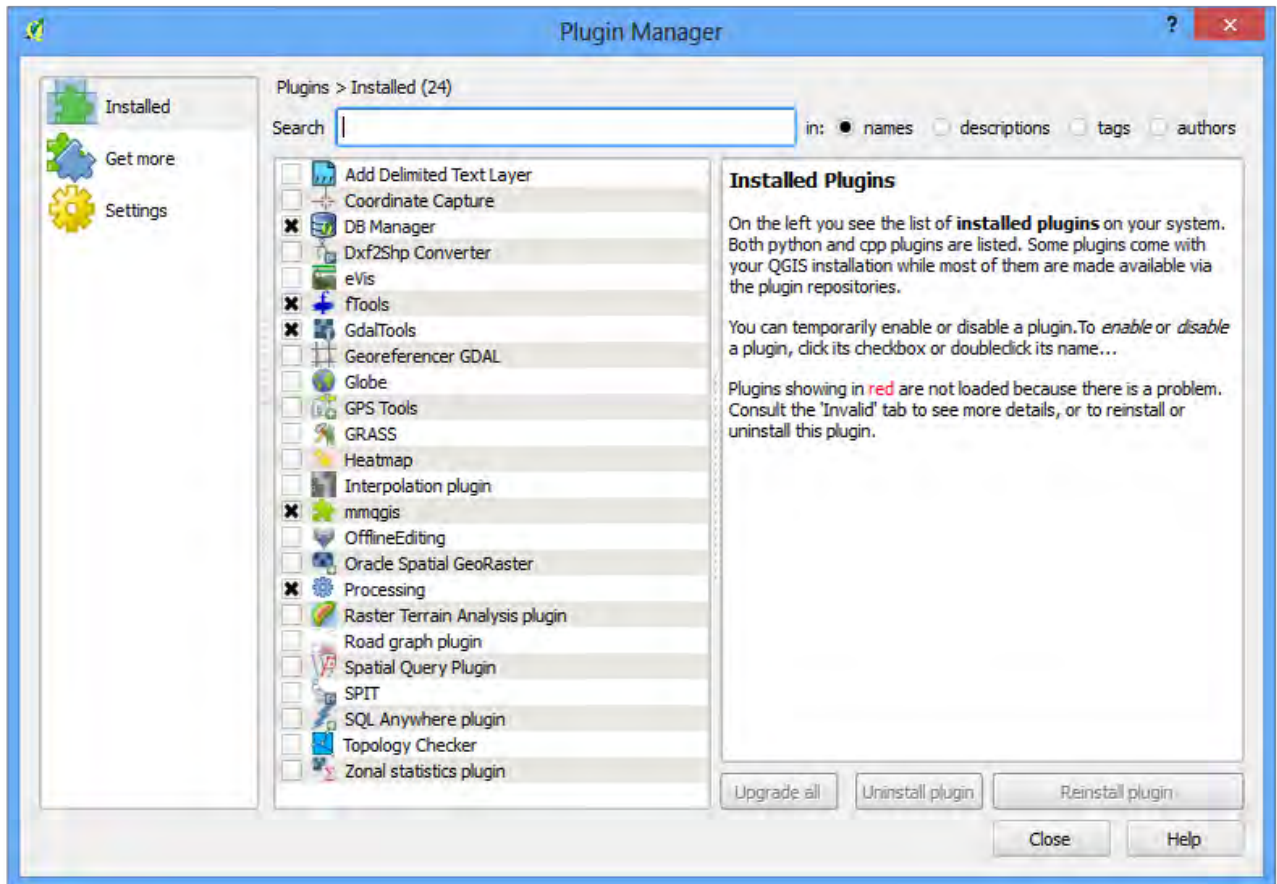 Plugin Manager
?
Installed
Get more
Settings
Plugins > Installed (24)
Search in: names descriptions tags authors
Add Delimited Text Layer
Coordinate Capture
DB Manager
Dxf2Shp Converter
eVis
fTools
GdalTools
Georeferencer GDAL
Globe
GPS Tools
GRASS
Heatmap
Interpolation plugin
mmqgis
OfflineEditing
Oracle Spatial GeoRaster
Processing
Raster Terrain Analysis plugin
Road graph plugin
Spatial Query Plugin
SPIT
SQL Anywhere plugin
Topology Checker
Zonal statistics plugin
Installed Plugins
On the left you see the list of installed plugins on your system.
Both python and cpp plugins are listed. Some plugins come with
your QGIS installation while most of them are made available via
the plugin repositories.
You can temporarily enable or disable a plugin.To enable or disable
a plugin, click its checkbox or doubleclick its name...
Plugins showing in red are not loaded because there is a problem.
Consult the 'Invalid' tab to see more details, or to reinstall or
uninstall this plugin.
Upgrade all Uninstall plugin Reinstall plugin
Close Help